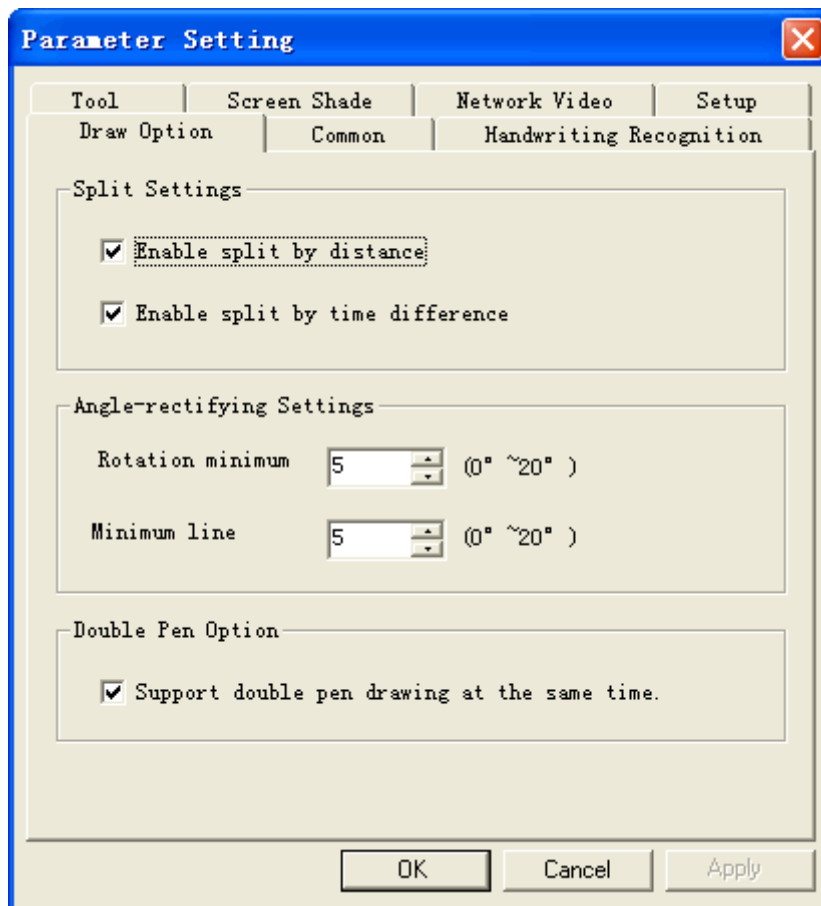 Parameter Setting
Tool Screen Shade Network Video Setup
Draw Option Common Handwriting Recognition
Split Settings
Enable split by distance
Enable split by time difference
Angle-rectifying Settings
Rotation minimum 5 (0° ~20° )
Minimum line 5 (0° ~20° )
Double Pen Option
Support double pen drawing at the same time.
OK Cancel Apply